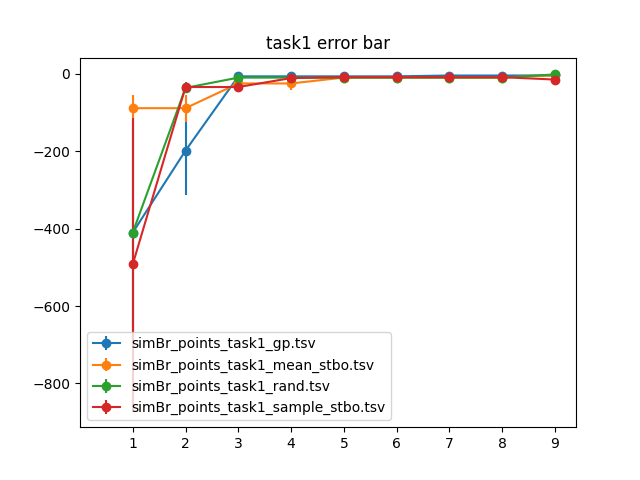 task1 error bar
0
−200
−400
−600
−800
simBr_points_task1_gp.tsv
simBr_points_task1_mean_stbo.tsv
simBr_points_task1_rand.tsv
simBr_points_task1_sample_stbo.tsv
1 2 3 4 5 6 7 8 9